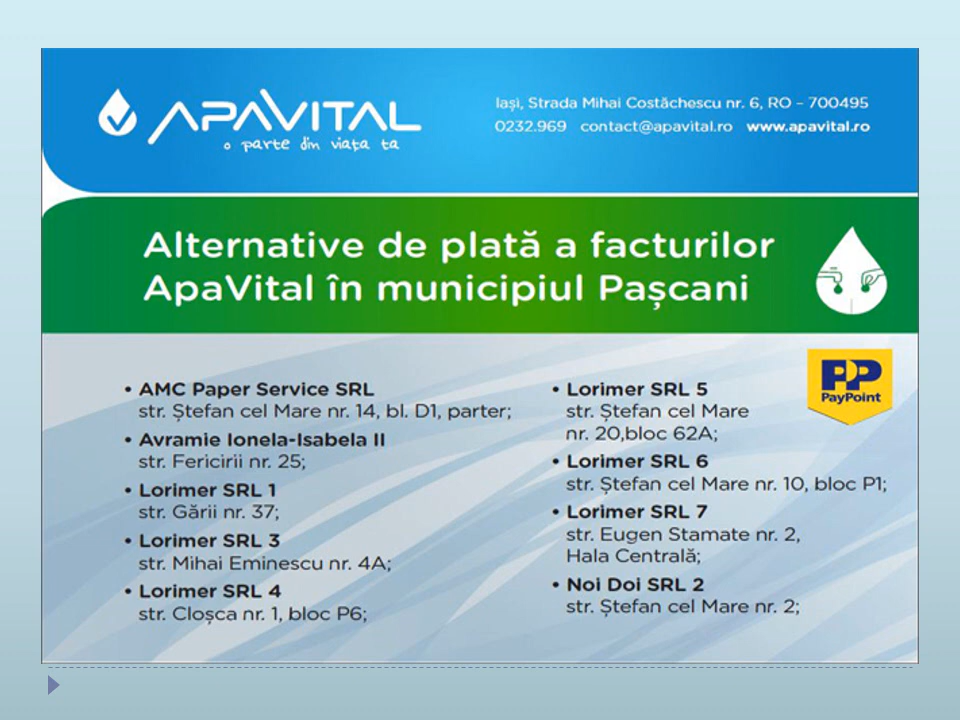 APAVITAL
o parte din viața ta
Iași, Strada Mihai Costăchescu nr. 6, RO – 700495
0232.969 contact@apavital.ro www.apavital.ro
Alternative de plată a facturilor
ApaVital în municipiul Pașcani
PP
PayPoint
• AMC Paper Service SRL
str. Ștefan cel Mare nr. 14, bl. D1, parter;
• Avramie Ionela-Isabela II
str. Fericirii nr. 25;
• Lorimer SRL 1
str. Gării nr. 37;
• Lorimer SRL 3
str. Mihai Eminescu nr. 4A;
• Lorimer SRL 4
str. Cloșca nr. 1, bloc P6;
• Lorimer SRL 5
str. Ștefan cel Mare
nr. 20,bloc 62A;
• Lorimer SRL 6
str. Ștefan cel Mare nr. 10, bloc P1;
• Lorimer SRL 7
str. Eugen Stamate nr. 2,
Hala Centrală;
• Noi Doi SRL 2
str. Ștefan cel Mare nr. 2;